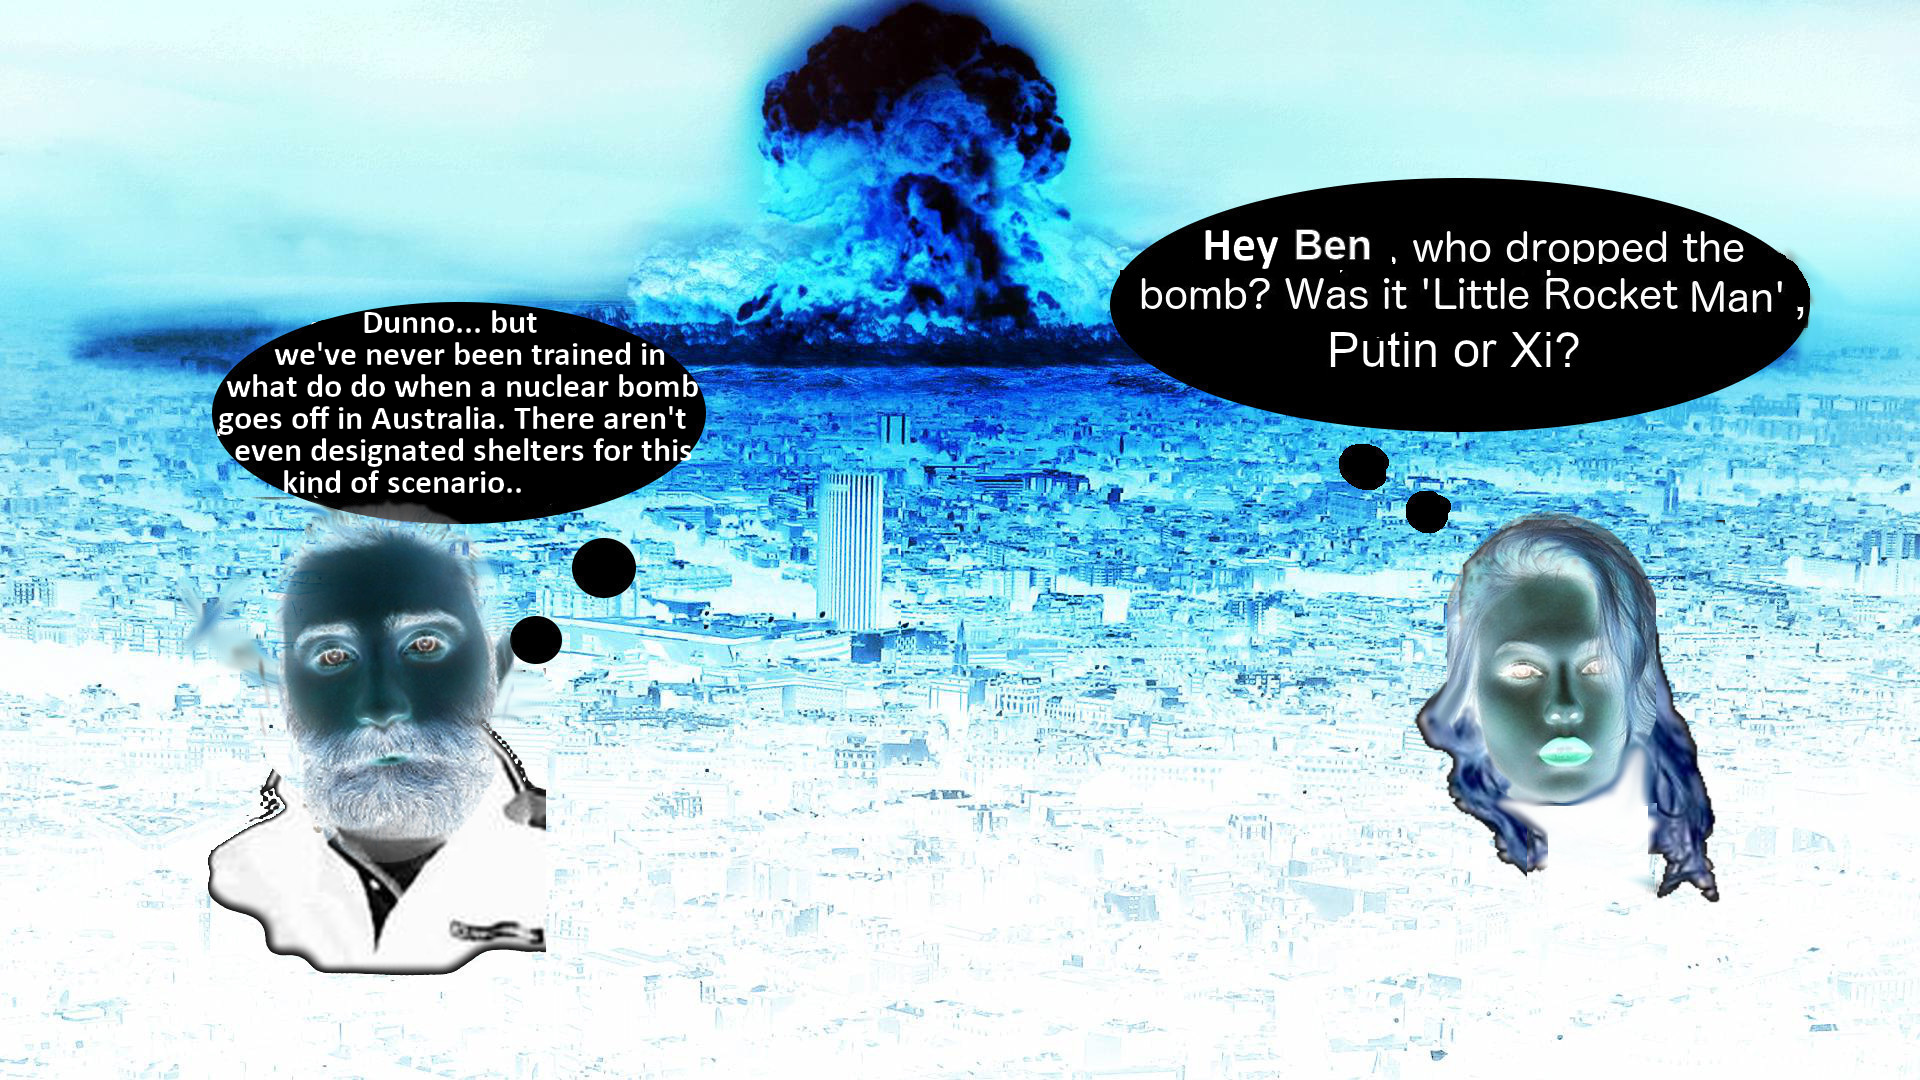 Hey Ben , who dropped the
bomb? Was it 'Little Rocket Man' ,
Putin or Xi?
Dunno... but
we've never been trained in
what do do when a nuclear bomb
goes off in Australia. There aren't
even designated shelters for this
kind of scenario..